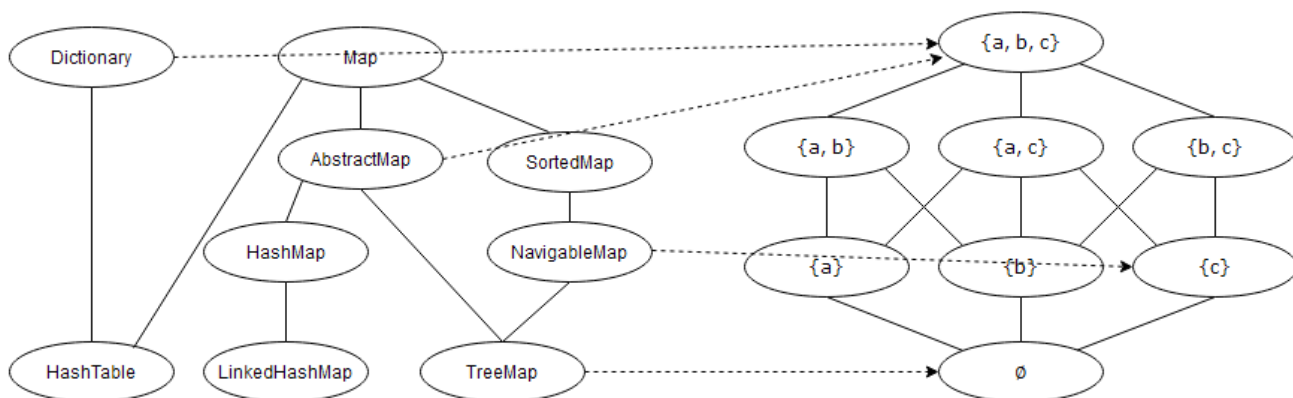 Dictionary
Map
{a, b, c}
AbstractMap
SortedMap
{a, b}
{a, c}
{b, c}
HashMap
NavigableMap
{a}
{b}
{c}
HashTable
LinkedHashMap
TreeMap
ø